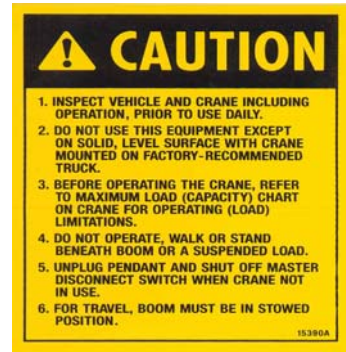 CAUTION
1. INSPECT VEHICLE AND CRANE INCLUDING
OPERATION, PRIOR TO USE DAILY.
2. DO NOT USE THIS EQUIPMENT EXCEPT
ON SOLID, LEVEL SURFACE WITH CRANE
MOUNTED ON FACTORY-RECOMMENDED
TRUCK.
3. BEFORE OPERATING THE CRANE, REFER
TO MAXIMUM LOAD (CAPACITY) CHART
ON CRANE FOR OPERATING (LOAD)
LIMITATIONS.
4. DO NOT OPERATE, WALK OR STAND
BENEATH BOOM OR A SUSPENDED LOAD.
5. UNPLUG PENDANT AND SHUT OFF MASTER
DISCONNECT SWITCH WHEN CRANE NOT
IN USE.
6. FOR TRAVEL, BOOM MUST BE IN STOWED
POSITION.
15390A